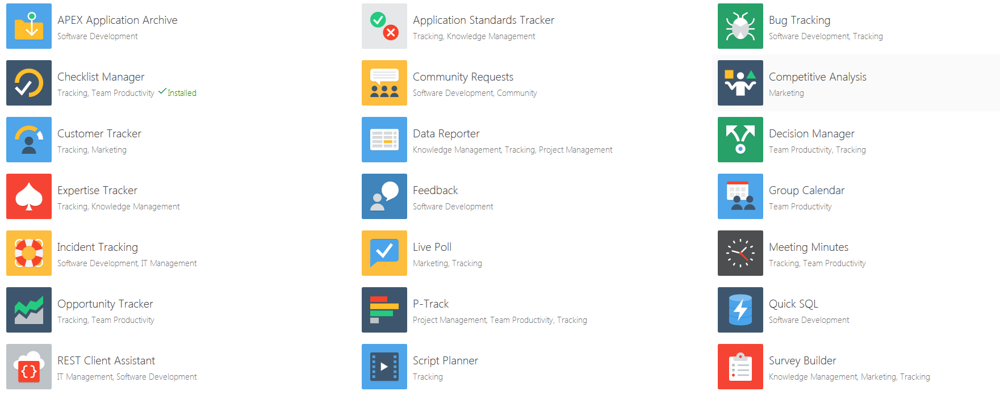 APEX Application Archive
Software Development
Application Standards Tracker
Tracking, Knowledge Management
Bug Tracking
Software Development, Tracking
Checklist Manager
Tracking, Team Productivity ✓Installed
Community Requests
Software Development, Community
Competitive Analysis
Marketing
Customer Tracker
Tracking, Marketing
Data Reporter
Knowledge Management, Tracking, Project Management
Decision Manager
Team Productivity, Tracking
Expertise Tracker
Tracking, Knowledge Management
Feedback
Software Development
Group Calendar
Team Productivity
Incident Tracking
Software Development, IT Management
Live Poll
Marketing, Tracking
Meeting Minutes
Tracking, Team Productivity
Opportunity Tracker
Tracking, Team Productivity
P-Track
Project Management, Team Productivity, Tracking
Quick SQL
Software Development
REST Client Assistant
IT Management, Software Development
Script Planner
Tracking
Survey Builder
Knowledge Management, Marketing, Tracking